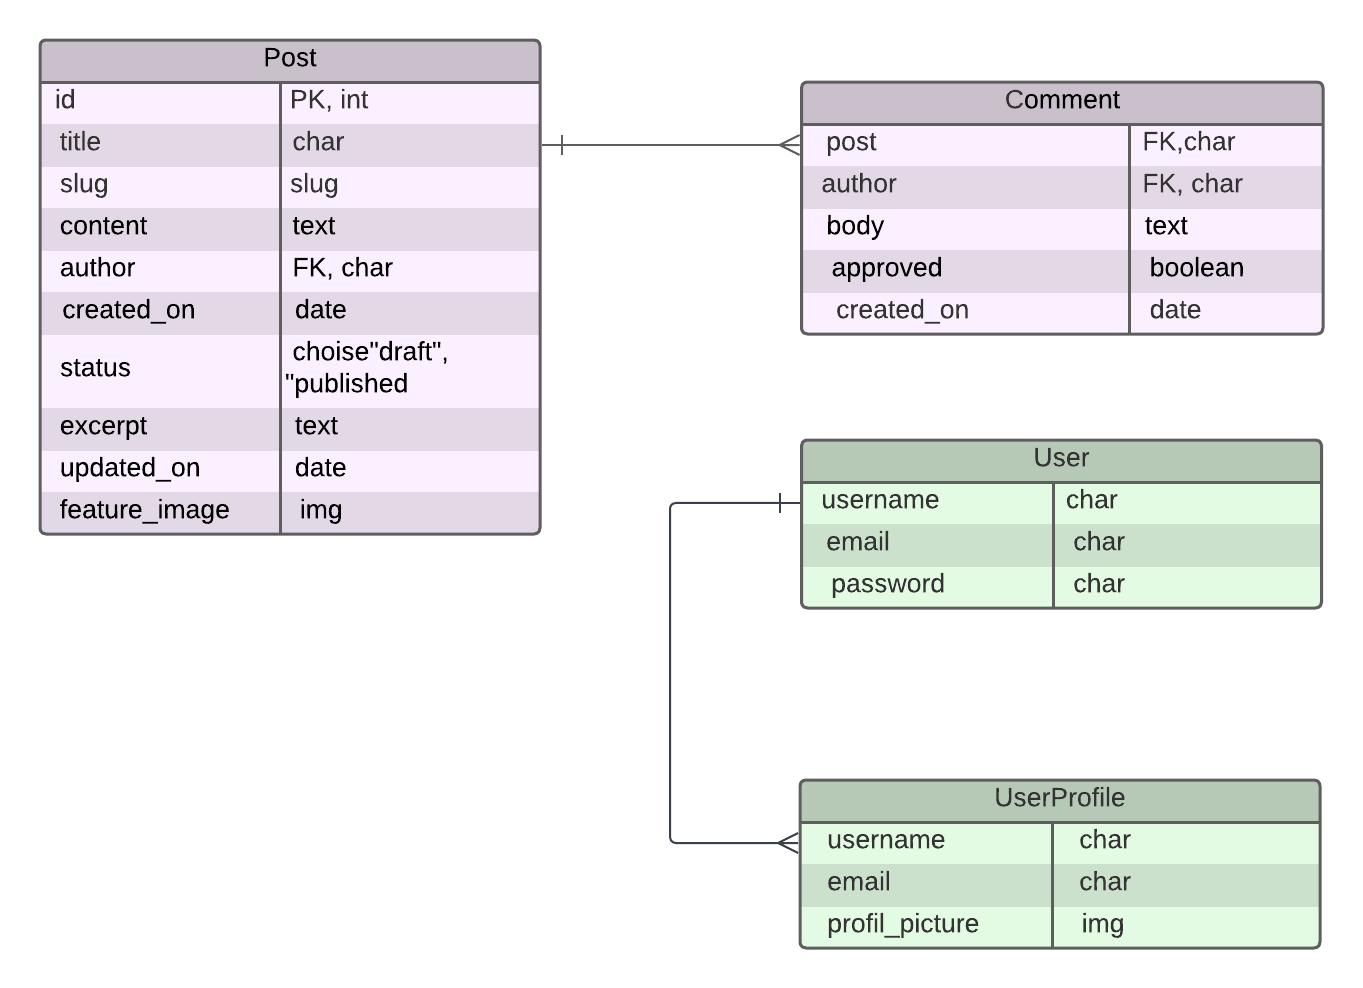 Post
id PK, int
title char
slug slug
content text
author FK, char
created_on date
status choise"draft",
"published
excerpt text
updated_on date
feature_image img
Comment
post FK,char
author FK, char
body text
approved boolean
created_on date
User
username char
email char
password char
UserProfile
username char
email char
profil_picture img